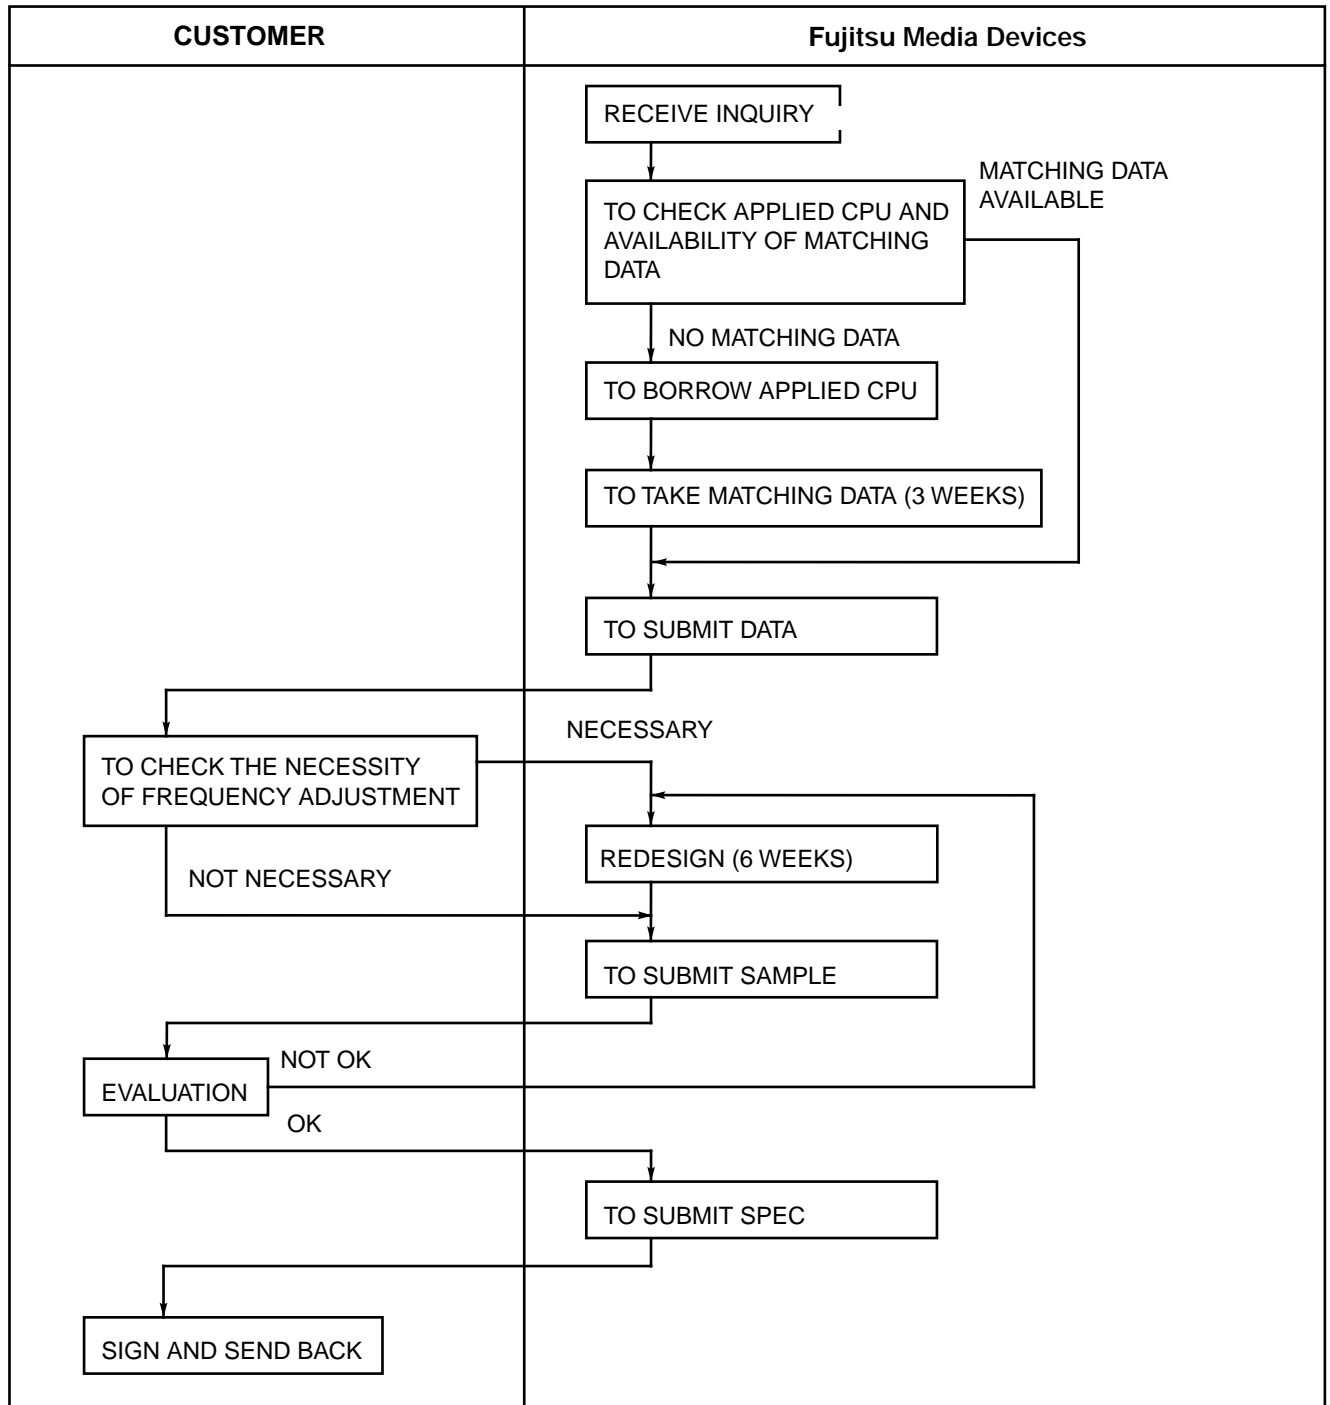 CUSTOMER
Fujitsu Media Devices
RECEIVE INQUIRY
MATCHING DATA
AVAILABLE
TO CHECK APPLIED CPU AND
AVAILABILITY OF MATCHING
DATA
NO MATCHING DATA
TO BORROW APPLIED CPU
TO TAKE MATCHING DATA (3 WEEKS)
TO SUBMIT DATA
NECESSARY
TO CHECK THE NECESSITY
OF FREQUENCY ADJUSTMENT
REDESIGN (6 WEEKS)
NOT NECESSARY
TO SUBMIT SAMPLE
NOT OK
EVALUATION
OK
TO SUBMIT SPEC
SIGN AND SEND BACK